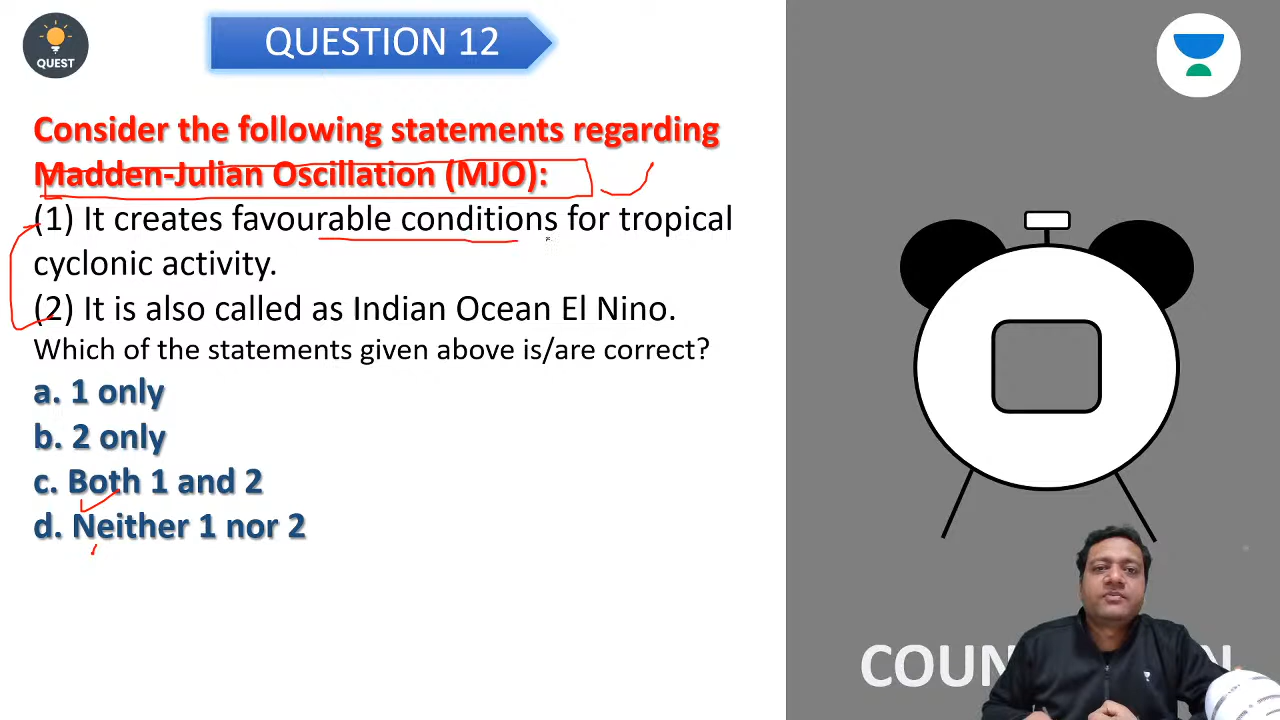 QUEST
QUESTION 12
Consider the following statements regarding
Madden-Julian Oscillation (MJO):
(1) It creates favourable conditions for tropical
cyclonic activity.
(2) It is also called as Indian Ocean El Nino.
Which of the statements given above is/are correct?
a. 1 only
b. 2 only
c. Both 1 and 2
d. Neither 1 nor 2